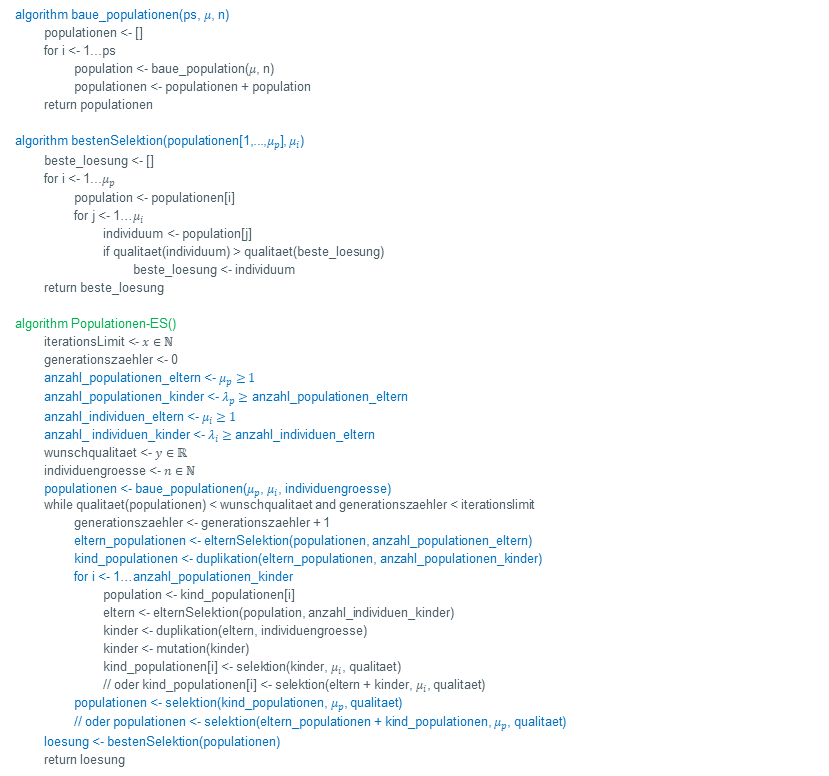 algorithm baue_populationen(ps, μ, n)
populationen <- []
for i <- 1…ps
population <- baue_population(μ, n)
populationen <- populationen + population
return populationen
algorithm bestenSelektion(populationen[1,...,μₚ], μᵢ)
beste_loesung <- []
for i <- 1…μₚ
population <- populationen[i]
for j <- 1…μᵢ
individuum <- population[j]
if qualitaet(individuum) > qualitaet(beste_loesung)
beste_loesung <- individuum
return beste_loesung
algorithm Populationen-ES()
iterationsLimit <- x ∈ ℕ
generationszaehler <- 0
anzahl_populationen_eltern <- μₚ ≥ 1
anzahl_populationen_kinder <- λₚ ≥ anzahl_populationen_eltern
anzahl_individuen_eltern <- μᵢ ≥ 1
anzahl_ individuen_kinder <- λᵢ ≥ anzahl_individuen_eltern
wunschqualitaet <- y ∈ ℝ
individuengroesse <- n ∈ ℕ
populationen <- baue_populationen(μₚ, μᵢ, individuengroesse)
while qualitaet(populationen) < wunschqualitaet and generationszaehler < iterationslimit
generationszaehler <- generationszaehler + 1
eltern_populationen <- elternSelektion(populationen, anzahl_populationen_eltern)
kind_populationen <- duplikation(eltern_populationen, anzahl_populationen_kinder)
for i <- 1…anzahl_populationen_kinder
population <- kind_populationen[i]
eltern <- elternSelektion(population, anzahl_individuen_kinder)
kinder <- duplikation(eltern, individuengroesse)
kinder <- mutation(kinder)
kind_populationen[i] <- selektion(kinder, μᵢ, qualitaet)
// oder kind_populationen[i] <- selektion(eltern + kinder, μᵢ, qualitaet)
populationen <- selektion(kind_populationen, μₚ, qualitaet)
// oder populationen <- selektion(eltern_populationen + kind_populationen, μₚ, qualitaet)
loesung <- bestenSelektion(populationen)
return loesung